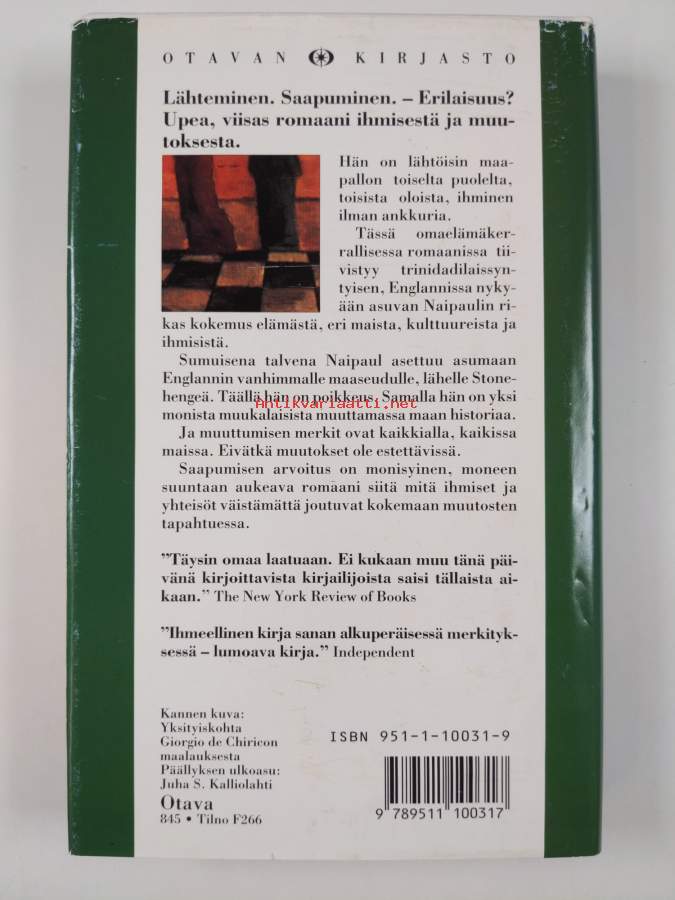 OTAVAN KIRJASTO
Lähteminen. Saapuminen. – Erilaisuus?
Upea, viisas romaani ihmisestä ja muu-
toksesta.
Hän on lähtöisin maa-
pallon toiselta puolelta,
toisista oloista, ihminen
ilman ankkuria.
Tässä omaelämäker-
rallisessa romaanissa tii-
vistyy trinidadilaissyn-
tyisen, Englannissa nyky-
ään asuvan Naipaulin ri-
kas kokemus elämästä, eri maista, kulttuureista ja
ihmisistä.
Sumuisena talvena Naipaul asettuu asumaan
Englannin vanhimmalle maaseudulle, lähelle Stone-
hengeä. Täällä hän on poikkeus. Samalla hän on yksi
Antikvariaatti.net
monista muukalaisista muuttamassa maan historiaa.
Ja muuttumisen merkit ovat kaikkialla, kaikissa
maissa. Eivätkä muutokset ole estettävissä.
Saapumisen arvoitus on monisyinen, moneen
suuntaan aukeava romaani siitä mitä ihmiset ja
yhteisöt väistämättä joutuvat kokemaan muutosten
tapahtuessa.
”Täysin omaa laatuaan. Ei kukaan muu tänä päi-
vänä kirjoittavista kirjailijoista saisi tällaista ai-
kaan.” The New York Review of Books
”Ihmeellinen kirja sanan alkuperäisessä merkityk-
sessä – lumoava kirja.” Independent
Kannen kuva:
Yksityiskohta
Giorgio de Chiricon
maalauksesta
Päällyksen ulkoasu:
Juha S. Kalliolahti
Otava
845 • Tilno F266
ISBN 951-1-10031-9
9 789511 100317